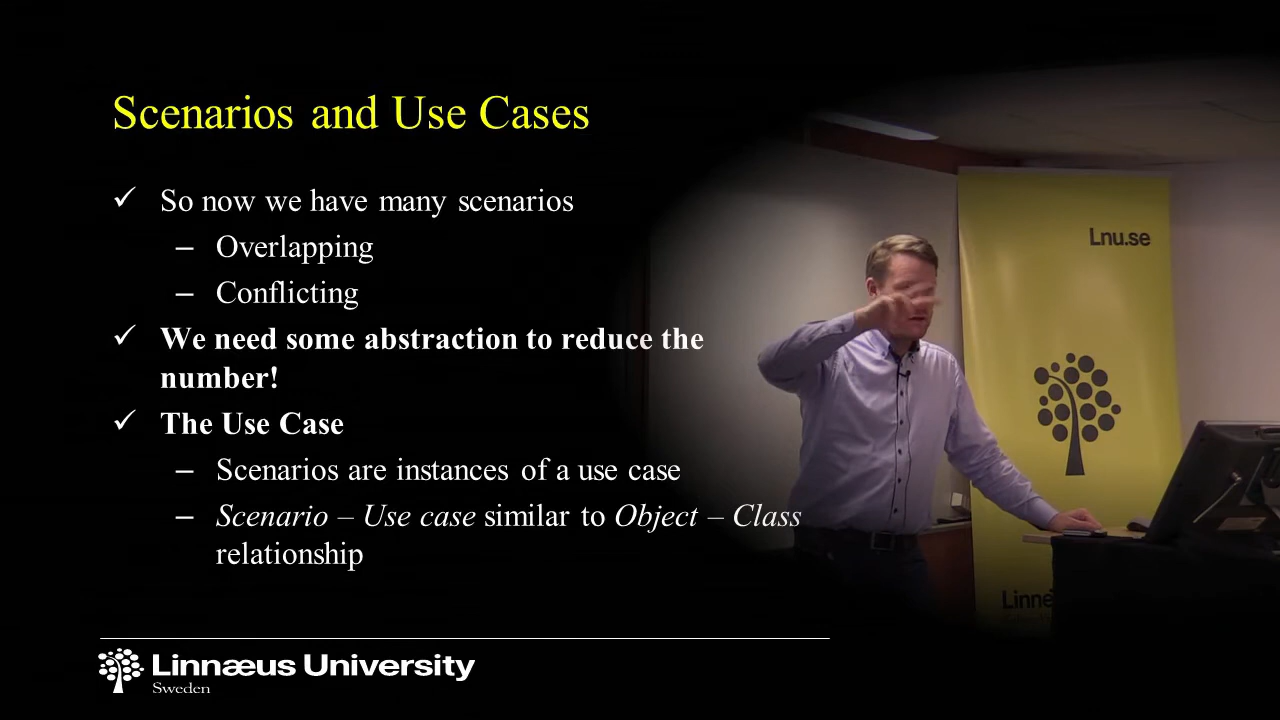 Scenarios and Use Cases
✓ So now we have many scenarios
– Overlapping
– Conflicting
✓ We need some abstraction to reduce the
number!
✓ The Use Case
– Scenarios are instances of a use case
– Scenario – Use case similar to Object – Class
relationship
Lnu.se
Linnæus University
Sweden